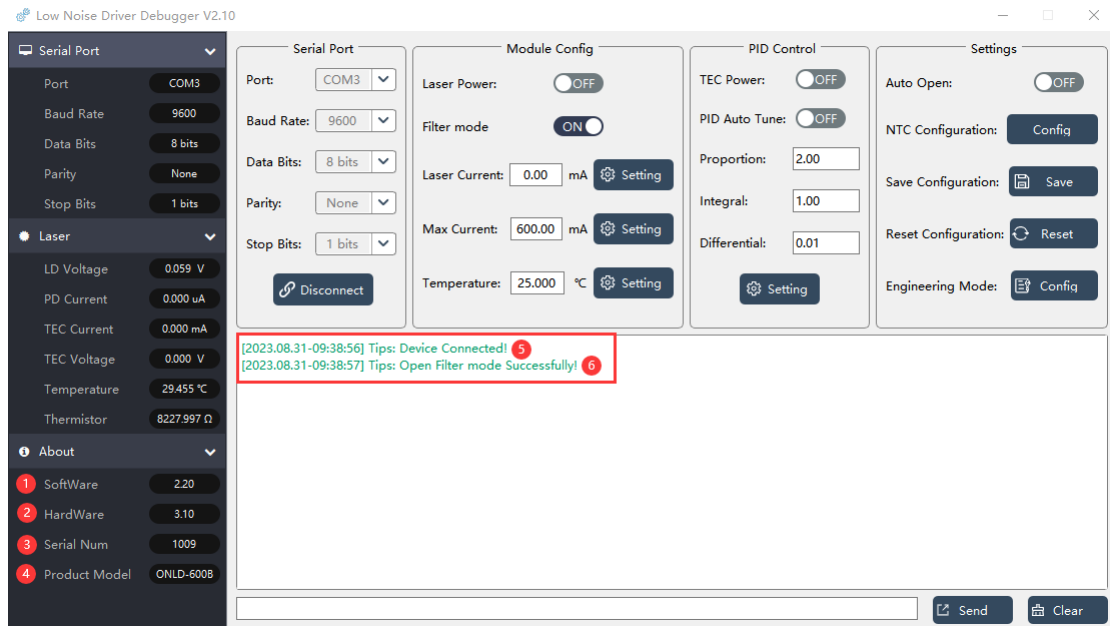 Low Noise Driver Debugger V2.10
Serial Port
Port COM3
Baud Rate 9600
Data Bits 8 bits
Parity None
Stop Bits 1 bits
Laser
LD Voltage 0.059 V
PD Current 0.000 uA
TEC Current 0.000 mA
TEC Voltage 0.000 V
Temperature 29.455 ℃
Thermistor 8227.997 Ω
About
1 SoftWare 2.20
2 HardWare 3.10
3 Serial Num 1009
4 Product Model ONLD-600B
Serial Port
Port: COM3
Baud Rate: 9600
Data Bits: 8 bits
Parity: None
Stop Bits: 1 bits
Disconnect
Module Config
Laser Power: OFF
Filter mode ON
Laser Current: 0.00 mA Setting
Max Current: 600.00 mA Setting
Temperature: 25.000 ℃ Setting
PID Control
TEC Power: OFF
PID Auto Tune: OFF
Proportion: 2.00
Integral: 1.00
Differential: 0.01
Setting
Settings
Auto Open: OFF
NTC Configuration: Config
Save Configuration: Save
Reset Configuration: Reset
Engineering Mode: Config
[2023.08.31-09:38:56] Tips: Device Connected! 5
[2023.08.31-09:38:57] Tips: Open Filter mode Successfully! 6
Send Clear